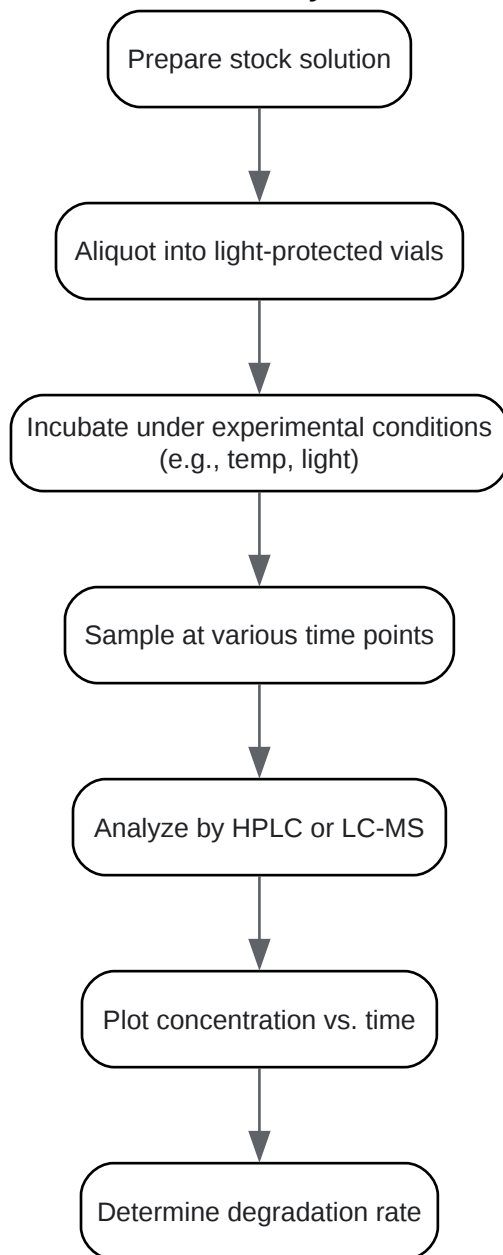 Prepare stock solution
Aliquot into light-protected vials
Incubate under experimental conditions
(e.g., temp, light)
Sample at various time points
Analyze by HPLC or LC-MS
Plot concentration vs. time
Determine degradation rate